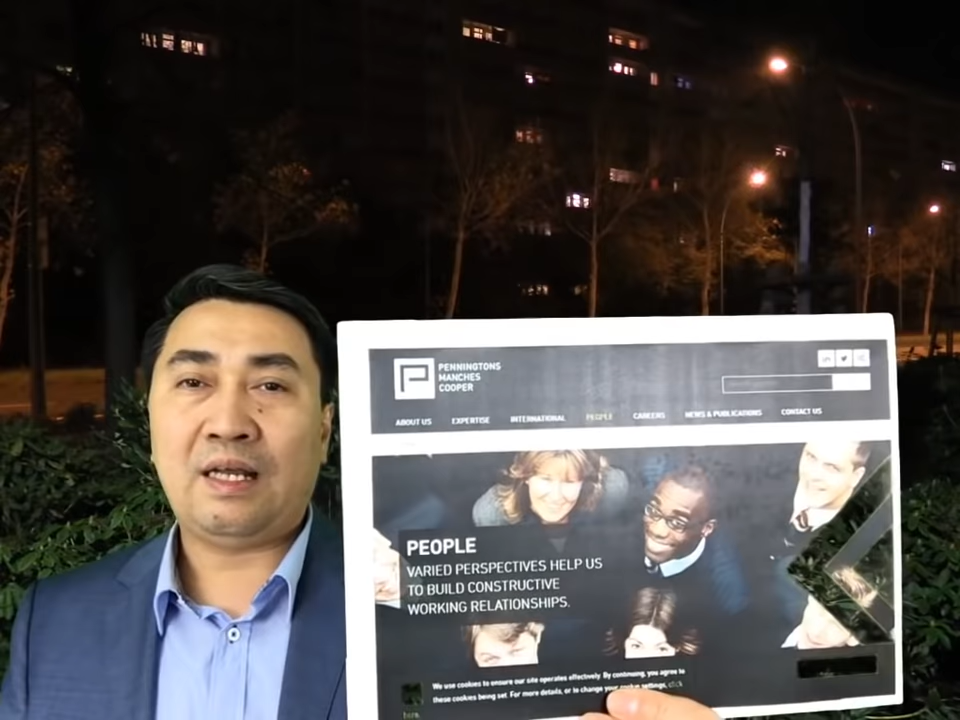 PENNINGTONS
MANCHES
COOPER
ABOUT US EXPERTISE INTERNATIONAL PEOPLE CAREERS NEWS & PUBLICATIONS CONTACT US
PEOPLE
VARIED PERSPECTIVES HELP US
TO BUILD CONSTRUCTIVE
WORKING RELATIONSHIPS.
We use cookies to ensure our site operates effectively. By continuing, you agree to
these cookies being set. For more details, or to change your cookie settings, click
here.